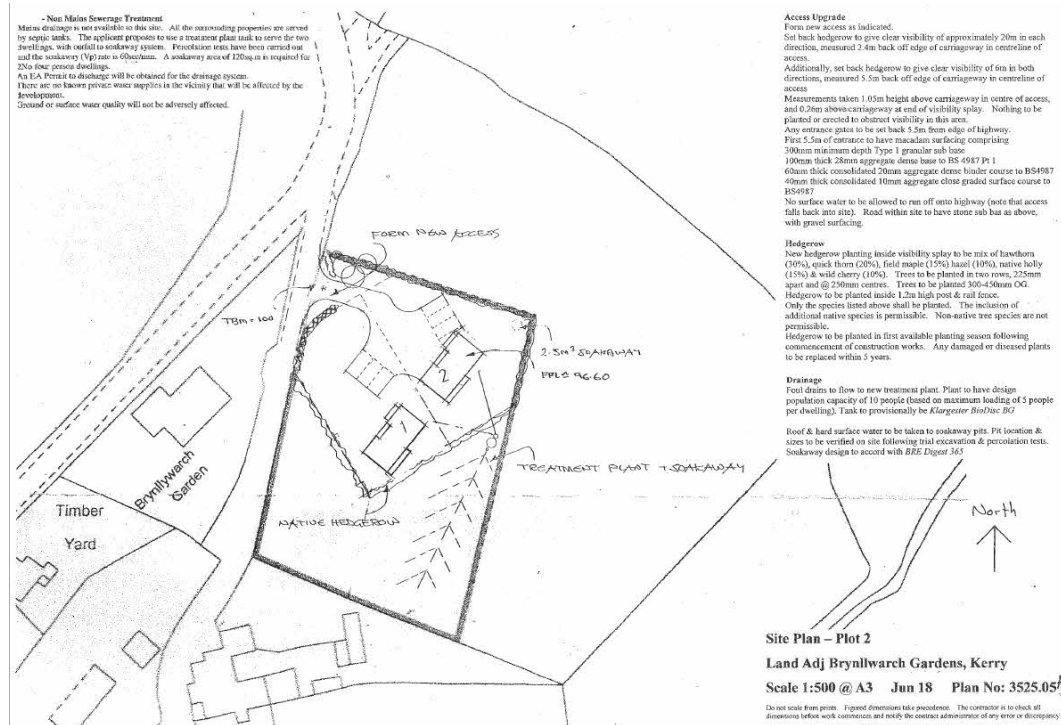 - Non Mains Sewerage Treatment
Mains drainage is not available to this site. All the surrounding properties are served
by septic tanks. The applicant proposes to use a treatment plant tank to serve the two
dwellings, with outfall to soakaway system. Percolation tests have been carried out
and the soakaway (Vp) rate is 60sec/mm. A soakaway area of 120sq.m is required for
2No four person dwellings.
An EA Permit to discharge will be obtained for the drainage system.
There are no known private water supplies in the vicinity that will be affected by the
development.
Ground or surface water quality will not be adversely affected.
FORM NEW ACCESS
TBM = 100
2.5m³ SOAKAWAY
FFL = 96.60
2
1
TREATMENT PLANT + SOAKAWAY
NATIVE HEDGEROW
Brynllywarch
Garden
Timber
Yard
Access Upgrade
Form new access as indicated.
Set back hedgerow to give clear visibility of approximately 20m in each
direction, measured 2.4m back off edge of carriageway in centreline of
access.
Additionally, set back hedgerow to give clear visibility of 6m in both
directions, measured 5.5m back off edge of carriageway in centreline of
access
Measurements taken 1.05m height above carriageway in centre of access,
and 0.26m above carriageway at end of visibility splay. Nothing to be
planted or erected to obstruct visibility in this area.
Any entrance gates to be set back 5.5m from edge of highway.
First 5.5m of entrance to have macadam surfacing comprising
300mm minimum depth Type 1 granular sub base
100mm thick 28mm aggregate dense base to BS 4987 Pt 1
60mm thick consolidated 20mm aggregate dense binder course to BS4987
40mm thick consolidated 10mm aggregate close graded surface course to
BS4987
No surface water to be allowed to run off onto highway (note that access
falls back into site). Road within site to have stone sub bas as above,
with gravel surfacing.
Hedgerow
New hedgerow planting inside visibility splay to be mix of hawthorn
(30%), quick thorn (20%), field maple (15%) hazel (10%), native holly
(15%) & wild cherry (10%). Trees to be planted in two rows, 225mm
apart and @ 250mm centres. Trees to be planted 300-450mm OG.
Hedgerow to be planted inside 1.2m high post & rail fence.
Only the species listed above shall be planted. The inclusion of
additional native species is permissible. Non-native tree species are not
permissible.
Hedgerow to be planted in first available planting season following
commencement of construction works. Any damaged or diseased plants
to be replaced within 5 years.
Drainage
Foul drains to flow to new treatment plant. Plant to have design
population capacity of 10 people (based on maximum loading of 5 people
per dwelling). Tank to provisionally be Klargester BioDisc BG
Roof & hard surface water to be taken to soakaway pits. Pit location &
sizes to be verified on site following trial excavation & percolation tests.
Soakaway design to accord with BRE Digest 365
North
Site Plan – Plot 2
Land Adj Brynllwarch Gardens, Kerry
Scale 1:500 @ A3 Jun 18 Plan No: 3525.05
Do not scale from prints. Figured dimensions take precedence. The contractor is to check all
dimensions before work commences and notify the contract administrator of any error or discrepancy